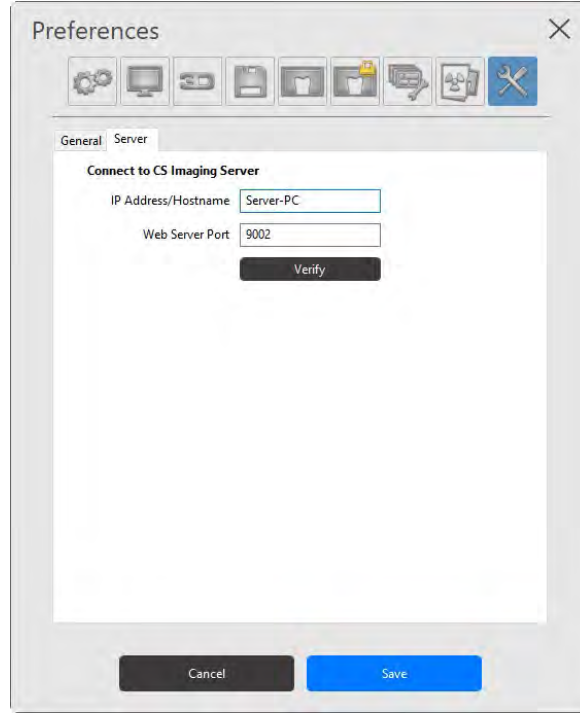 Preferences
3D
General Server
Connect to CS Imaging Server
IP Address/Hostname Server-PC
Web Server Port 9002
Verify
Cancel Save